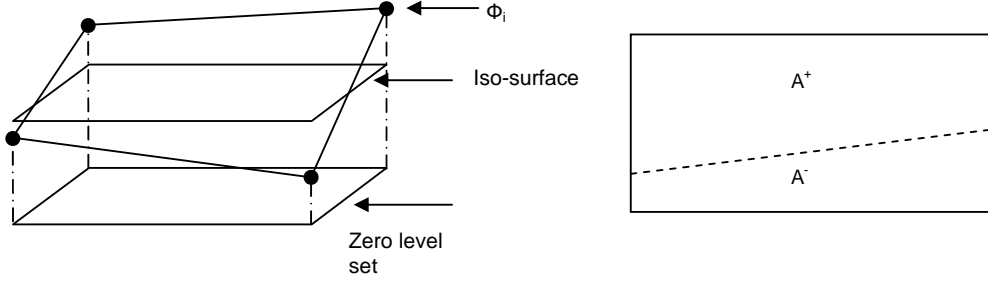 Φi
Iso-surface
Zero level
set
A+
A-